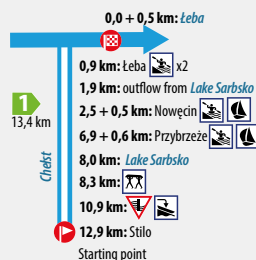 0,0 + 0,5 km: Łeba
0,9 km: Łeba x2
1,9 km: outflow from Lake Sarbsko
1
13,4 km
2,5 + 0,5 km: Nowęcin
6,9 + 0,6 km: Przybrzeże
8,0 km: Lake Sarbsko
Chełst
8,3 km:
10,9 km:
12,9 km: Stilo
Starting point